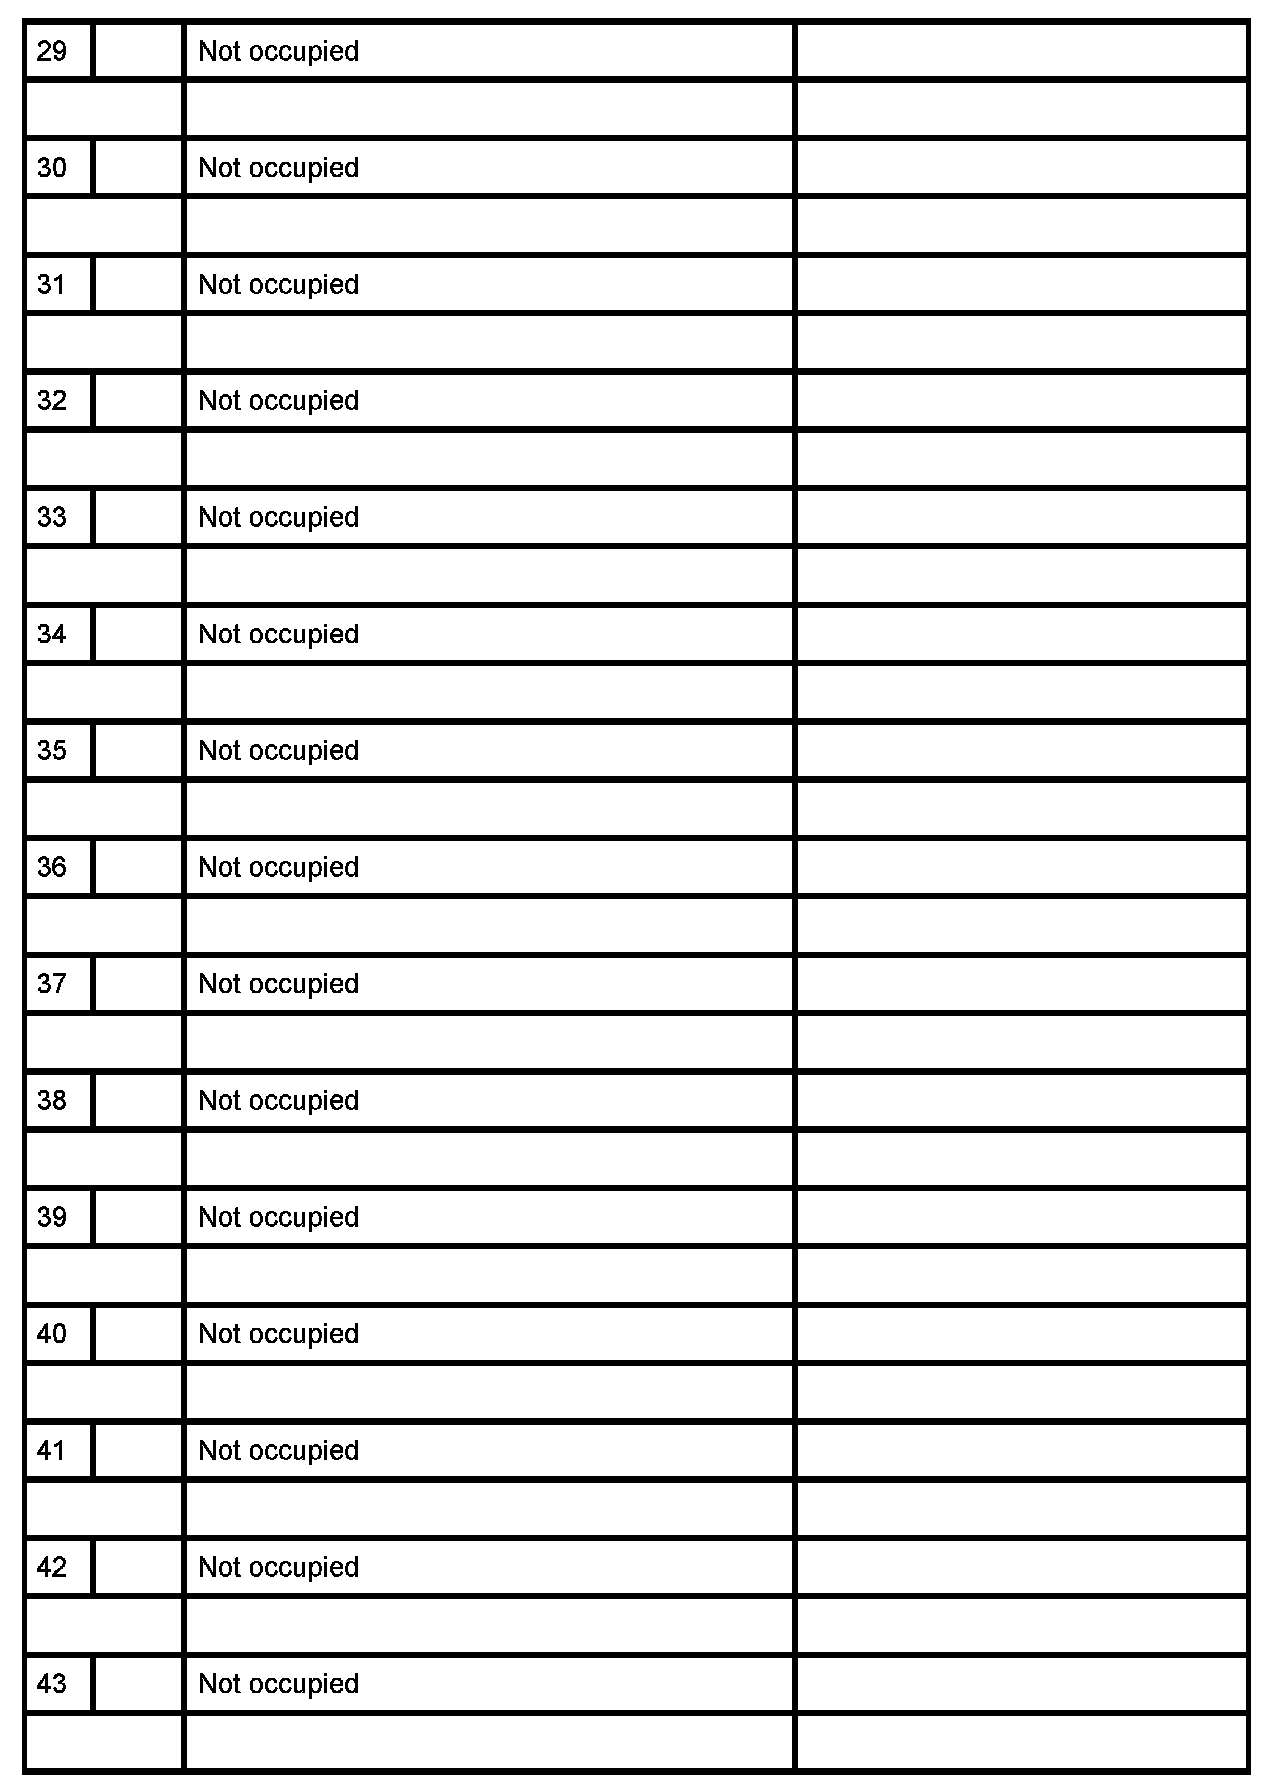 29 Not occupied
30 Not occupied
31 Not occupied
32 Not occupied
33 Not occupied
34 Not occupied
35 Not occupied
36 Not occupied
37 Not occupied
38 Not occupied
39 Not occupied
40 Not occupied
41 Not occupied
42 Not occupied
43 Not occupied